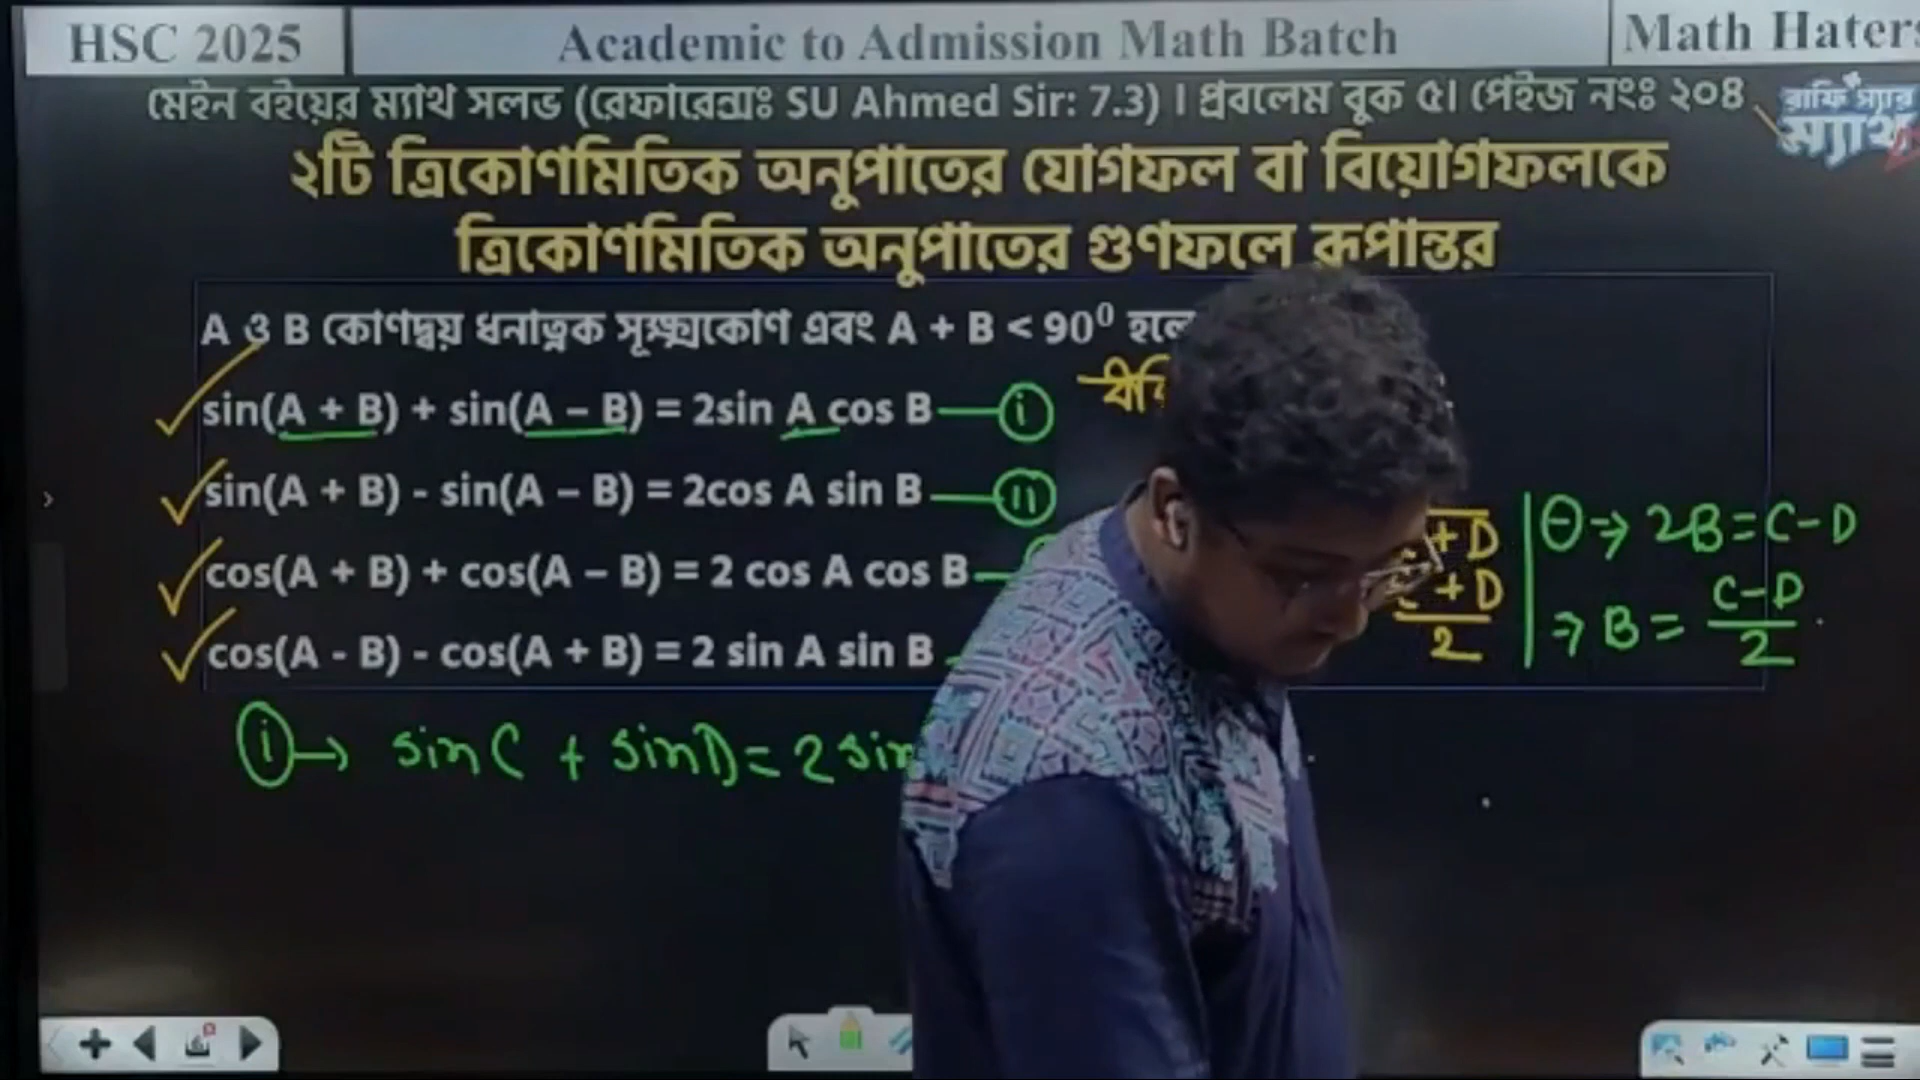 HSC 2025
Academic to Admission Math Batch
Math Haters
মেইন বইয়ের ম্যাথ সলভ (রেফারেন্সঃ SU Ahmed Sir: 7.3) । প্রবলেম বুক ৫। পেইজ নংঃ ২০৪
রাফি স্যার
ম্যাথ
২টি ত্রিকোণমিতিক অনুপাতের যোগফল বা বিয়োগফলকে
ত্রিকোণমিতিক অনুপাতের গুণফলে রূপান্তর
A ও B কোণদ্বয় ধনাত্নক সূক্ষ্মকোণ এবং A + B < 90⁰ হলে
sin(A + B) + sin(A – B) = 2sin A cos B — i
sin(A + B) - sin(A – B) = 2cos A sin B — ii
cos(A + B) + cos(A – B) = 2 cos A cos B
cos(A - B) - cos(A + B) = 2 sin A sin B
+ D
+ D
2
⊖→ 2B = C-D
⇒ B = C-D
2
i → sin C + sin D = 2 sin